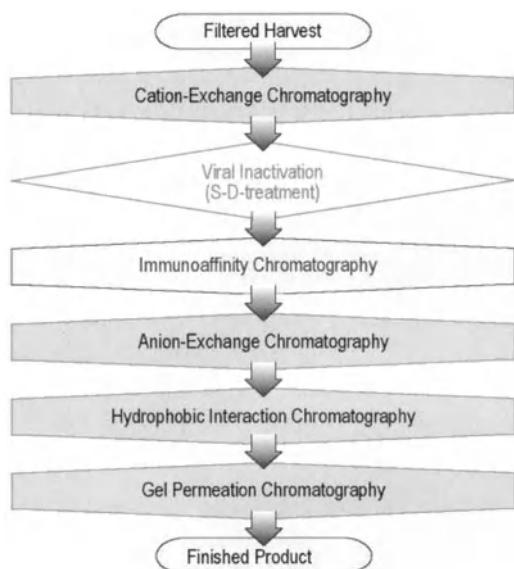 Filtered Harvest
Cation-Exchange Chromatography
Viral Inactivation
(S-D-treatment)
Immunoaffinity Chromatography
Anion-Exchange Chromatography
Hydrophobic Interaction Chromatography
Gel Permeation Chromatography
Finished Product